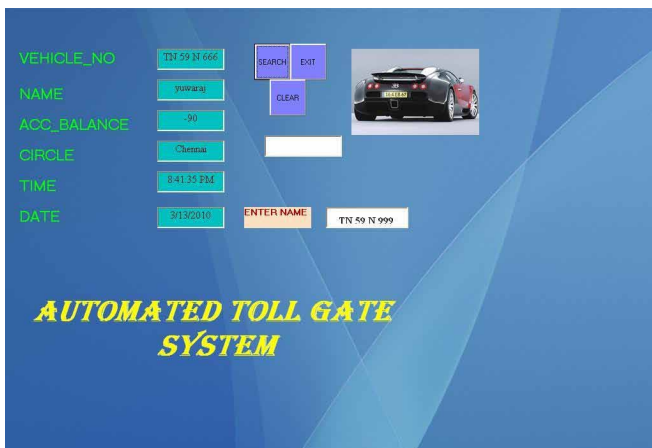 VEHICLE_NO TN 59 N 666 SEARCH EXIT
NAME yuwaraj CLEAR
ACC_BALANCE -90
CIRCLE Chennai
TIME 8:41:35 PM
DATE 3/13/2010 ENTER NAME TN 59 N 999
AUTOMATED TOLL GATE
SYSTEM